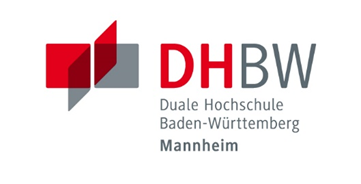 DHBW
Duale Hochschule
Baden-Württemberg
Mannheim